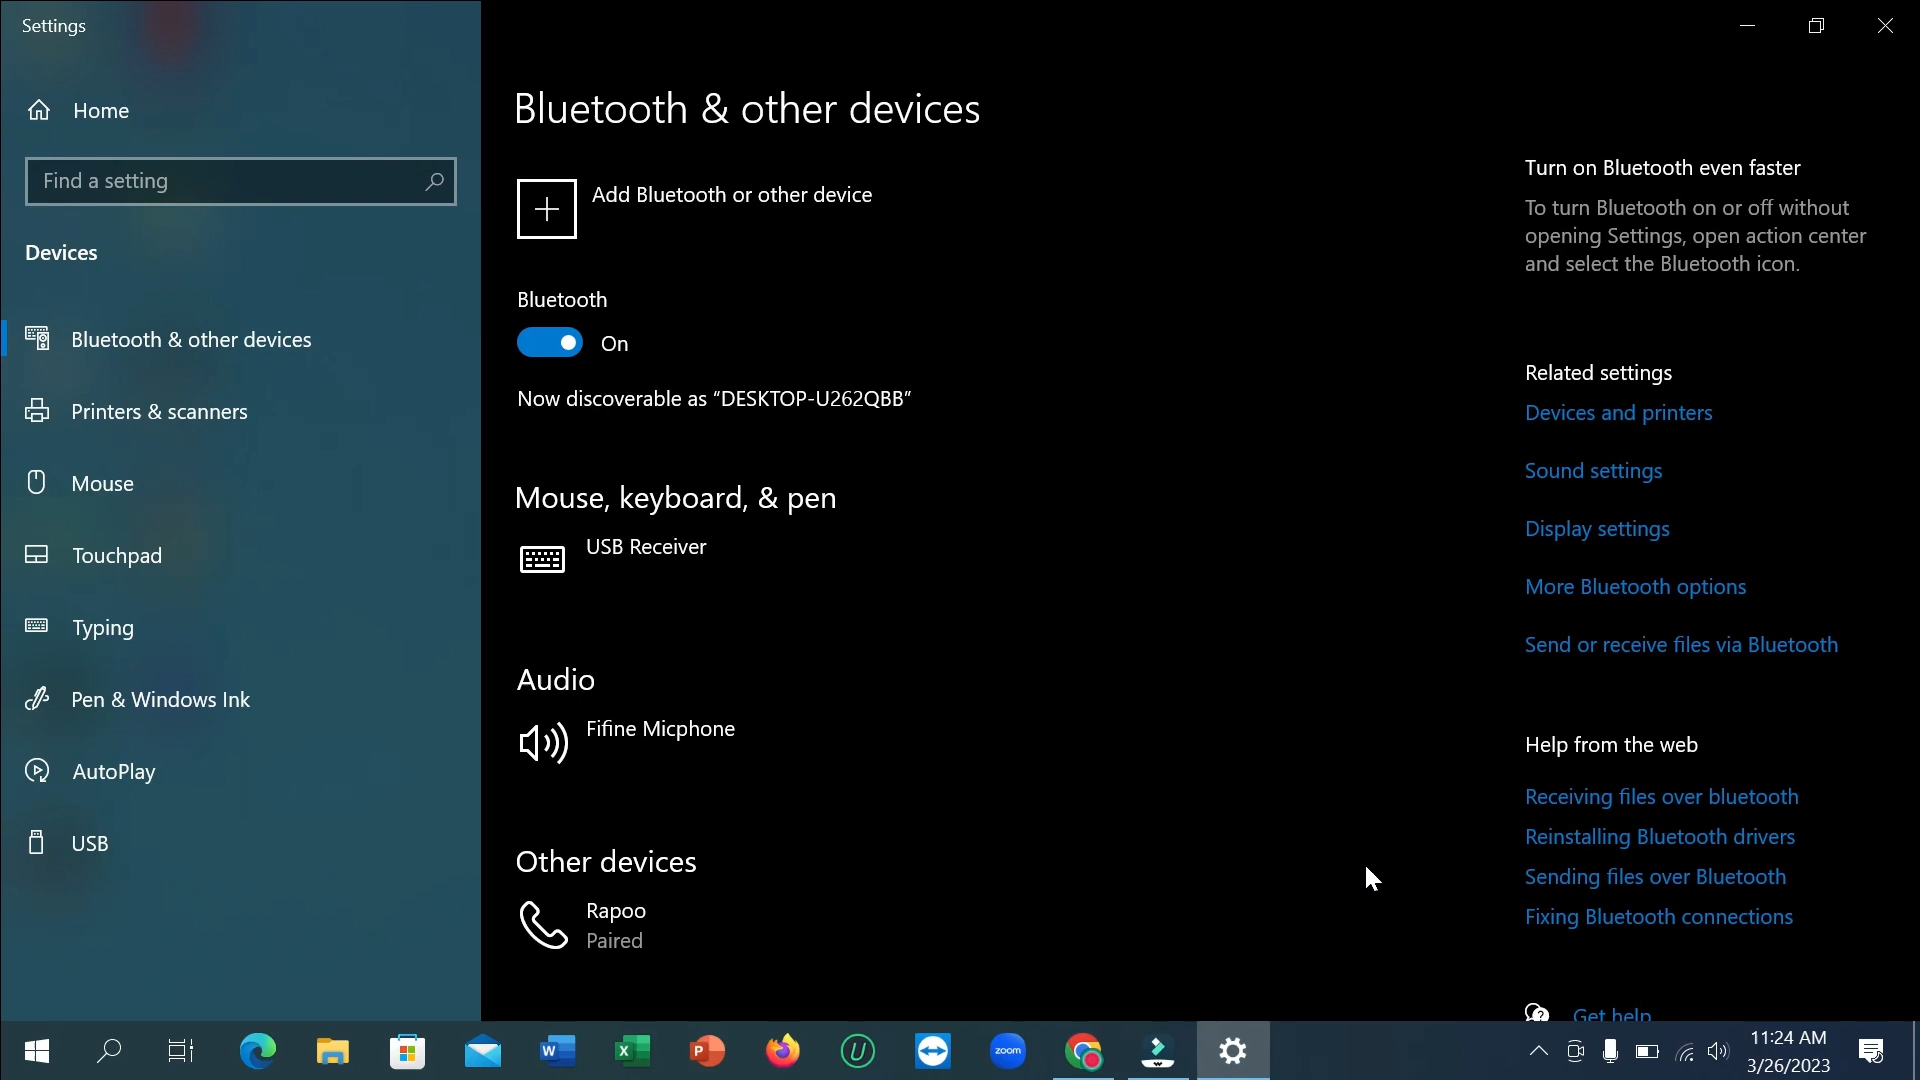 Settings
Home
Find a setting
Devices
Bluetooth & other devices
Printers & scanners
Mouse
Touchpad
Typing
Pen & Windows Ink
AutoPlay
USB
Bluetooth & other devices
Add Bluetooth or other device
Bluetooth
On
Now discoverable as “DESKTOP-U262QBB”
Mouse, keyboard, & pen
USB Receiver
Audio
Fifine Micphone
Other devices
Rapoo
Paired
Turn on Bluetooth even faster
To turn Bluetooth on or off without
opening Settings, open action center
and select the Bluetooth icon.
Related settings
Devices and printers
Sound settings
Display settings
More Bluetooth options
Send or receive files via Bluetooth
Help from the web
Receiving files over bluetooth
Reinstalling Bluetooth drivers
Sending files over Bluetooth
Fixing Bluetooth connections
Get help
W
X
P
U
zoom
11:24 AM
3/26/2023